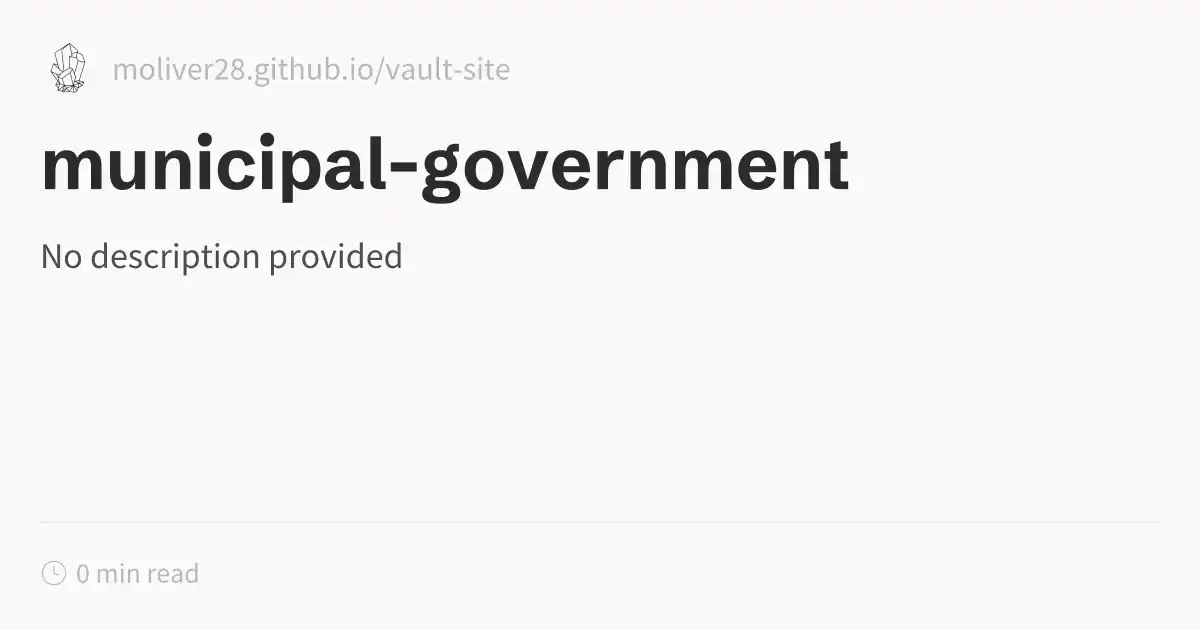 moliver28.github.io/vault-site
municipal-government
No description provided
0 min read